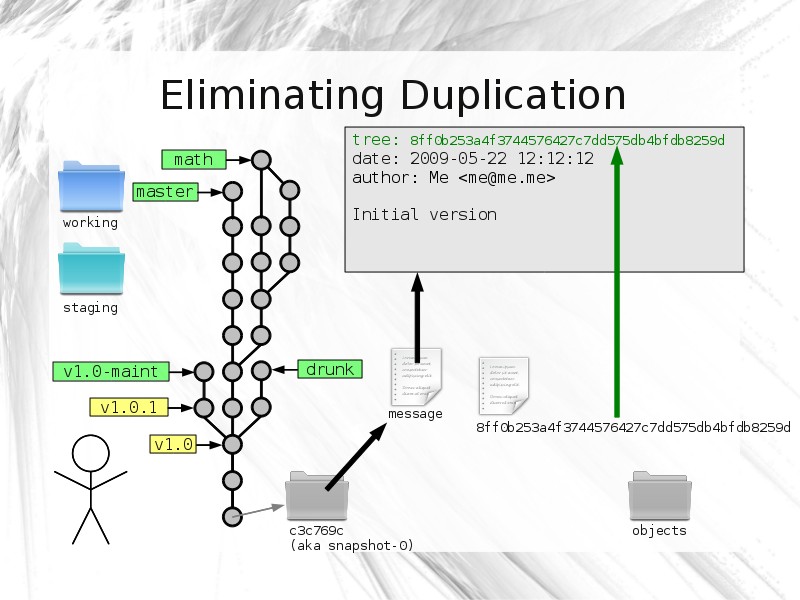 Eliminating Duplication
tree: 8ff0b253a4f3744576427c7dd575db4bfdb8259d
date: 2009-05-22 12:12:12
author: Me <me@me.me>
Initial version
math
master
working
staging
v1.0-maint
drunk
v1.0.1
message
8ff0b253a4f3744576427c7dd575db4bfdb8259d
v1.0
c3c769c
(aka snapshot-0)
objects